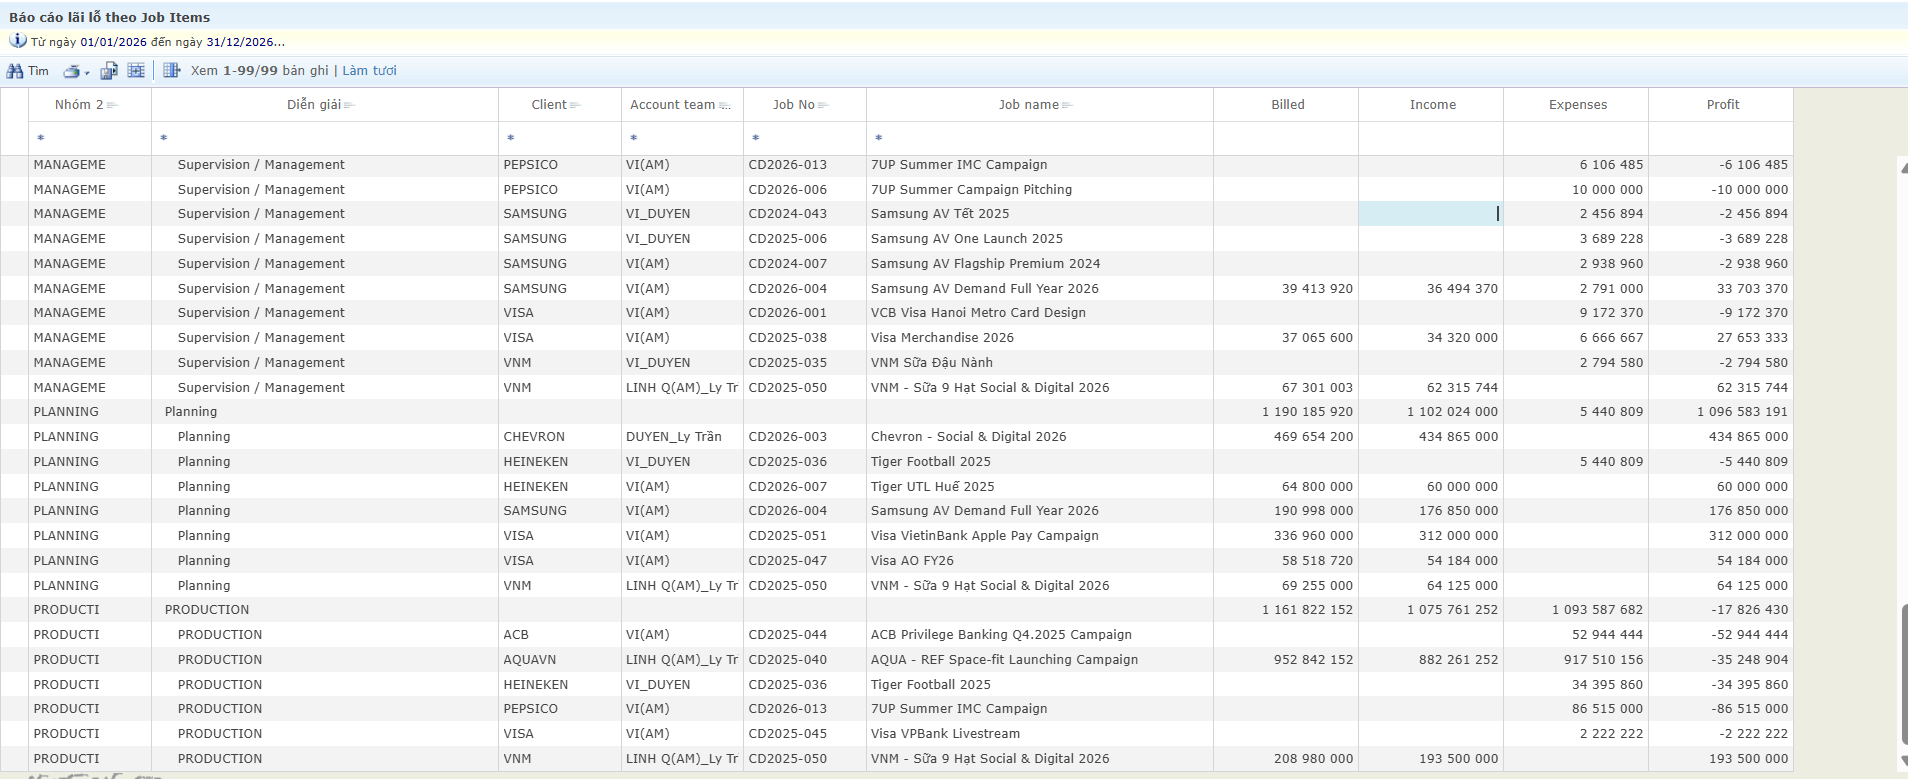 Báo cáo lãi lỗ theo Job Items
Từ ngày 01/01/2026 đến ngày 31/12/2026...
Tìm Xem 1-99/99 bản ghi | Làm tươi
Nhóm 2 Diễn giải Client Account team ... Job No Job name Billed Income Expenses Profit
* * * * * *
MANAGEME Supervision / Management PEPSICO VI(AM) CD2026-013 7UP Summer IMC Campaign 6 106 485 -6 106 485
MANAGEME Supervision / Management PEPSICO VI(AM) CD2026-006 7UP Summer Campaign Pitching 10 000 000 -10 000 000
MANAGEME Supervision / Management SAMSUNG VI_DUYEN CD2024-043 Samsung AV Tết 2025 2 456 894 -2 456 894
MANAGEME Supervision / Management SAMSUNG VI_DUYEN CD2025-006 Samsung AV One Launch 2025 3 689 228 -3 689 228
MANAGEME Supervision / Management SAMSUNG VI(AM) CD2024-007 Samsung AV Flagship Premium 2024 2 938 960 -2 938 960
MANAGEME Supervision / Management SAMSUNG VI(AM) CD2026-004 Samsung AV Demand Full Year 2026 39 413 920 36 494 370 2 791 000 33 703 370
MANAGEME Supervision / Management VISA VI(AM) CD2026-001 VCB Visa Hanoi Metro Card Design 9 172 370 -9 172 370
MANAGEME Supervision / Management VISA VI(AM) CD2025-038 Visa Merchandise 2026 37 065 600 34 320 000 6 666 667 27 653 333
MANAGEME Supervision / Management VNM VI_DUYEN CD2025-035 VNM Sữa Đậu Nành 2 794 580 -2 794 580
MANAGEME Supervision / Management VNM LINH Q(AM)_Ly Tr CD2025-050 VNM - Sữa 9 Hạt Social & Digital 2026 67 301 003 62 315 744 62 315 744
PLANNING Planning 1 190 185 920 1 102 024 000 5 440 809 1 096 583 191
PLANNING Planning CHEVRON DUYEN_Ly Trần CD2026-003 Chevron - Social & Digital 2026 469 654 200 434 865 000 434 865 000
PLANNING Planning HEINEKEN VI_DUYEN CD2025-036 Tiger Football 2025 5 440 809 -5 440 809
PLANNING Planning HEINEKEN VI(AM) CD2026-007 Tiger UTL Huế 2025 64 800 000 60 000 000 60 000 000
PLANNING Planning SAMSUNG VI(AM) CD2026-004 Samsung AV Demand Full Year 2026 190 998 000 176 850 000 176 850 000
PLANNING Planning VISA VI(AM) CD2025-051 Visa VietinBank Apple Pay Campaign 336 960 000 312 000 000 312 000 000
PLANNING Planning VISA VI(AM) CD2025-047 Visa AO FY26 58 518 720 54 184 000 54 184 000
PLANNING Planning VNM LINH Q(AM)_Ly Tr CD2025-050 VNM - Sữa 9 Hạt Social & Digital 2026 69 255 000 64 125 000 64 125 000
PRODUCTI PRODUCTION 1 161 822 152 1 075 761 252 1 093 587 682 -17 826 430
PRODUCTI PRODUCTION ACB VI(AM) CD2025-044 ACB Privilege Banking Q4.2025 Campaign 52 944 444 -52 944 444
PRODUCTI PRODUCTION AQUAVN LINH Q(AM)_Ly Tr CD2025-040 AQUA - REF Space-fit Launching Campaign 952 842 152 882 261 252 917 510 156 -35 248 904
PRODUCTI PRODUCTION HEINEKEN VI_DUYEN CD2025-036 Tiger Football 2025 34 395 860 -34 395 860
PRODUCTI PRODUCTION PEPSICO VI(AM) CD2026-013 7UP Summer IMC Campaign 86 515 000 -86 515 000
PRODUCTI PRODUCTION VISA VI(AM) CD2025-045 Visa VPBank Livestream 2 222 222 -2 222 222
PRODUCTI PRODUCTION VNM LINH Q(AM)_Ly Tr CD2025-050 VNM - Sữa 9 Hạt Social & Digital 2026 208 980 000 193 500 000 193 500 000